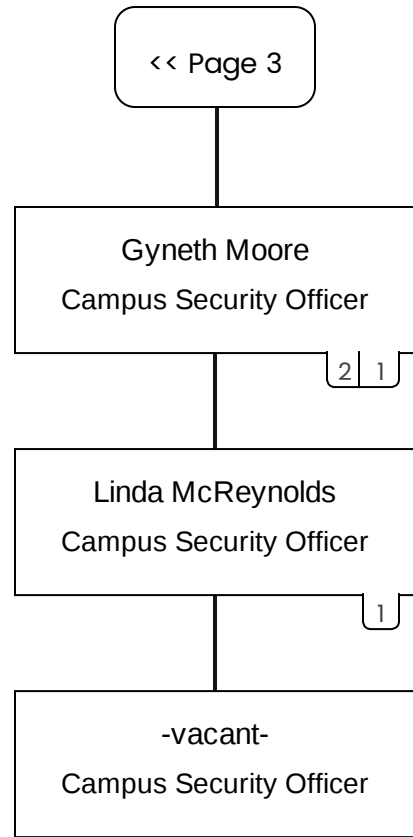 << Page 3
Gyneth Moore
Campus Security Officer
2 1
Linda McReynolds
Campus Security Officer
1
-vacant-
Campus Security Officer